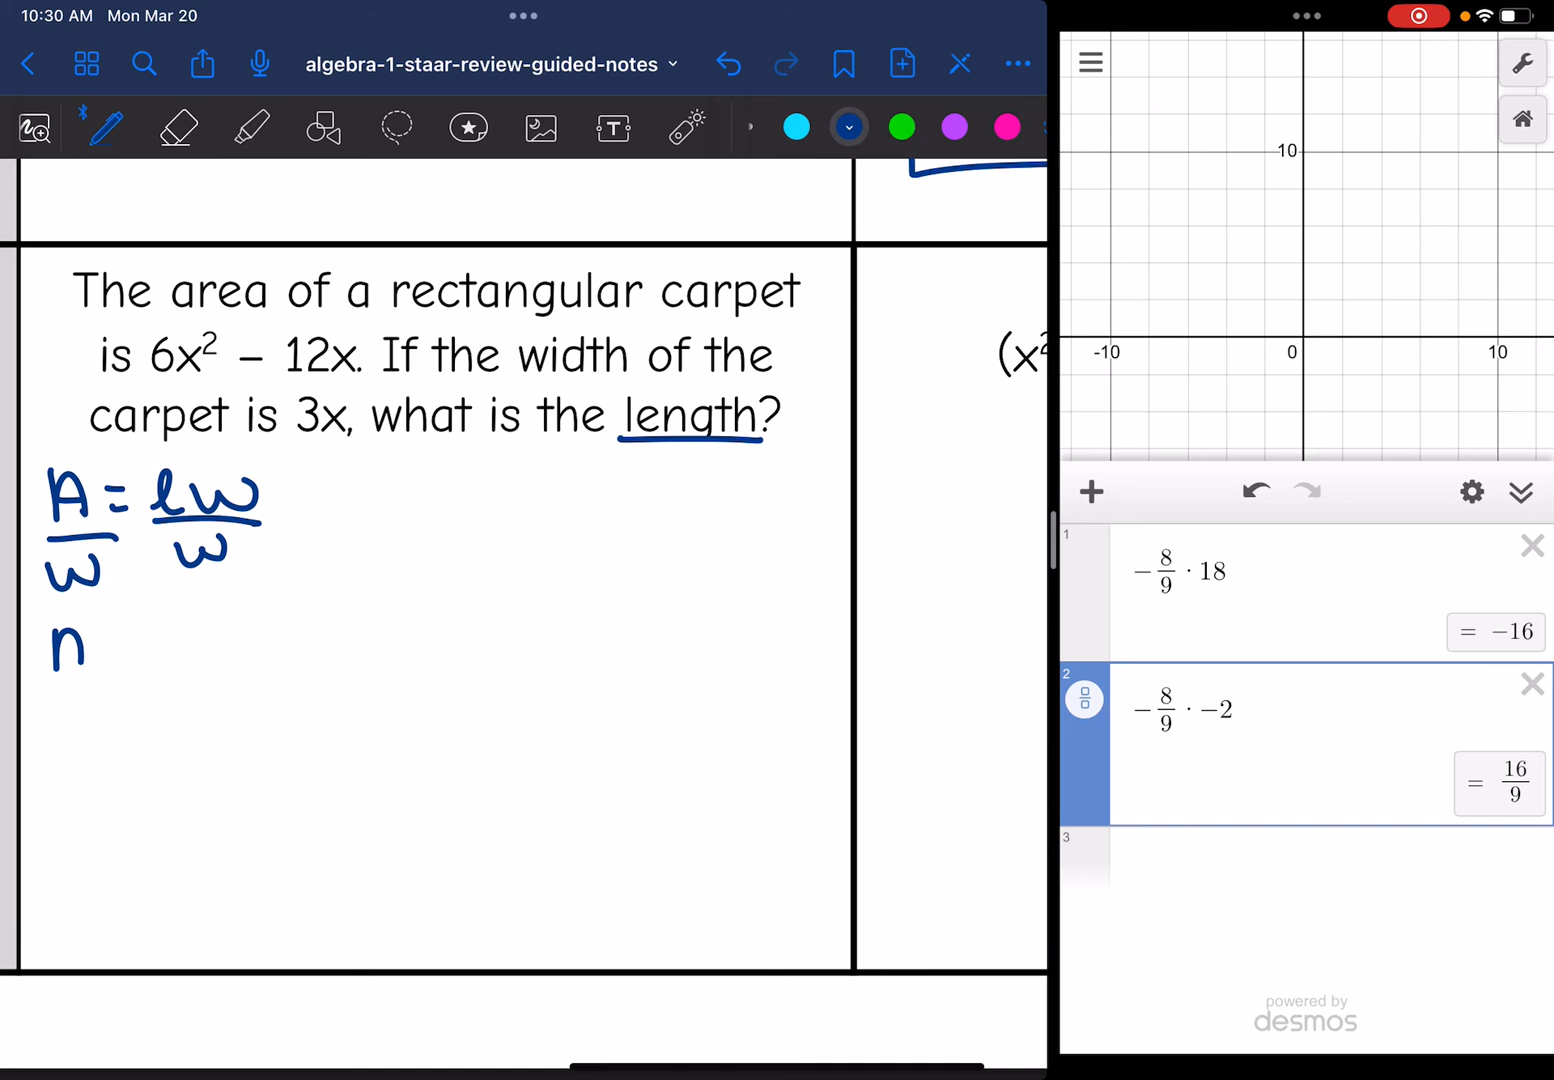 10:30 AM Mon Mar 20
algebra-1-staar-review-guided-notes
The area of a rectangular carpet
is 6x² – 12x. If the width of the
carpet is 3x, what is the length?
A = lw
w w
n
(x²
10
-10 0 10
1
-8/9 · 18
= -16
2
-8/9 · -2
= 16/9
3
powered by
desmos